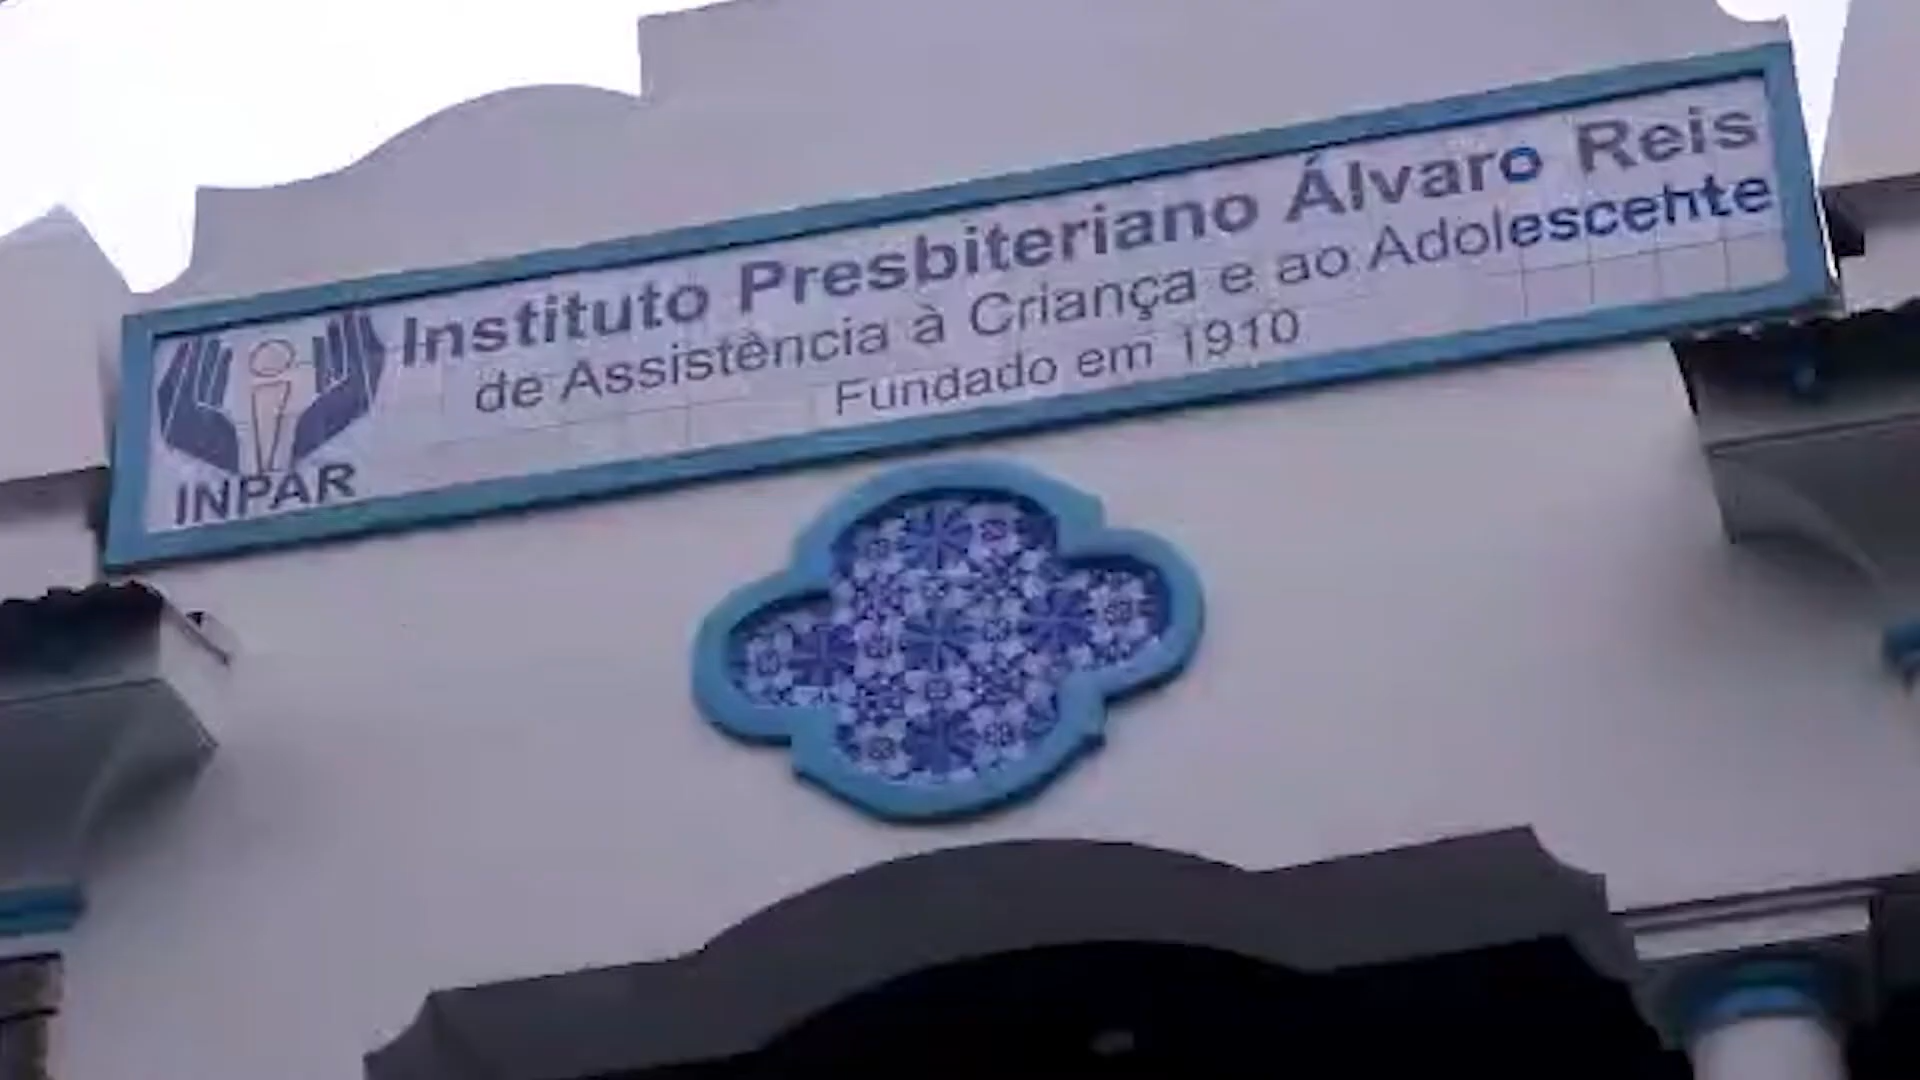 Instituto Presbiteriano Álvaro Reis
de Assistência à Criança e ao Adolescente
Fundado em 1910
INPAR